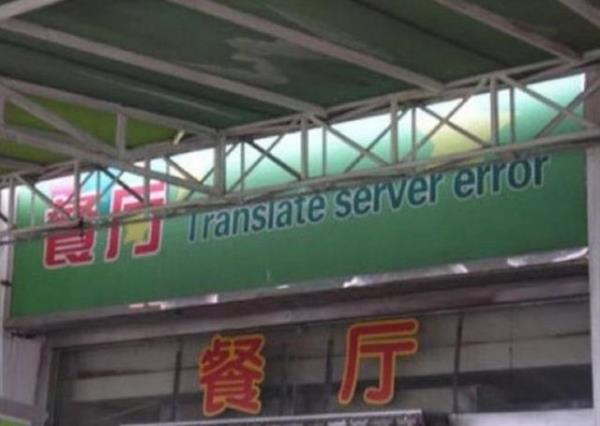 餐厅 Translate server error
餐厅